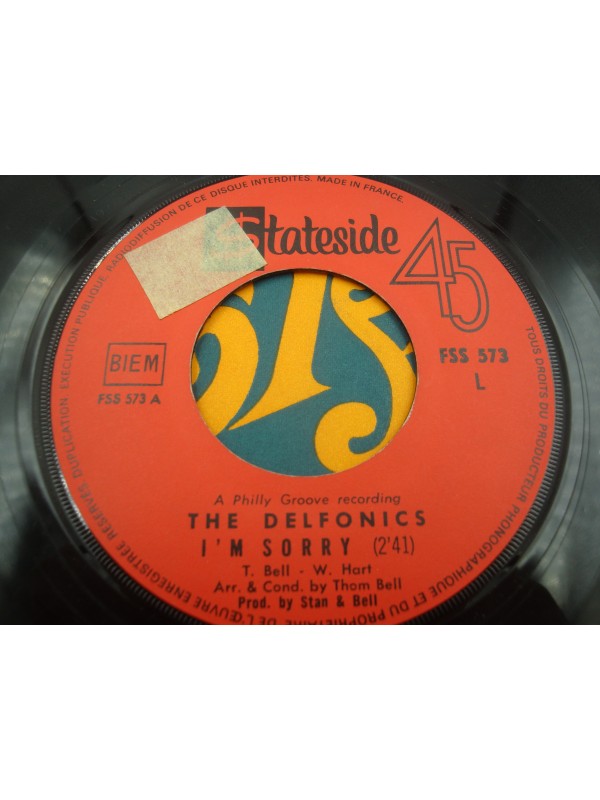 RÉSERVÉS DUPLICATION. EXÉCUTION PUBLIQUE. RADIODIFFUSION DE CE DISQUE INTERDITES. MADE IN FRANCE.
TOUS DROITS DU PRODUCTEUR PHONOGRAPHIQUE ET DU PROPRIÉTAIRE DE L'ŒUVRE ENREGISTRÉE
Stateside
45
BIEM
FSS 573 A
FSS 573
L
A Philly Groove recording
THE DELFONICS
I'M SORRY (2'41)
T. Bell - W. Hart
Arr. & Cond. by Thom Bell
Prod. by Stan & Bell